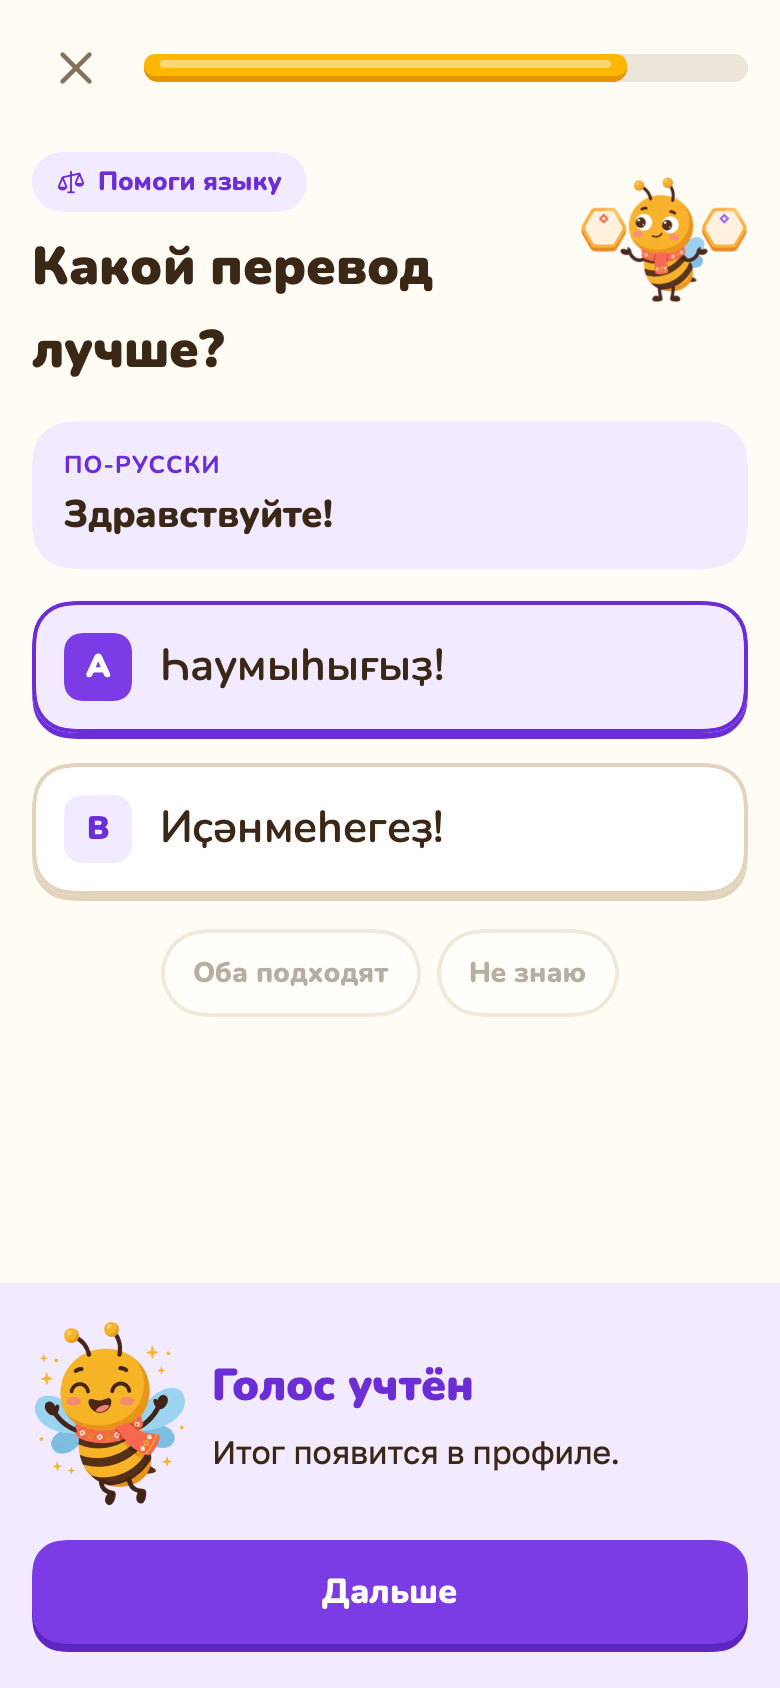 Помоги языку
Какой перевод
лучше?
ПО-РУССКИ
Здравствуйте!
A Һаумыһығыҙ!
B Иҫәнмеһегеҙ!
Оба подходят Не знаю
Голос учтён
Итог появится в профиле.
Дальше